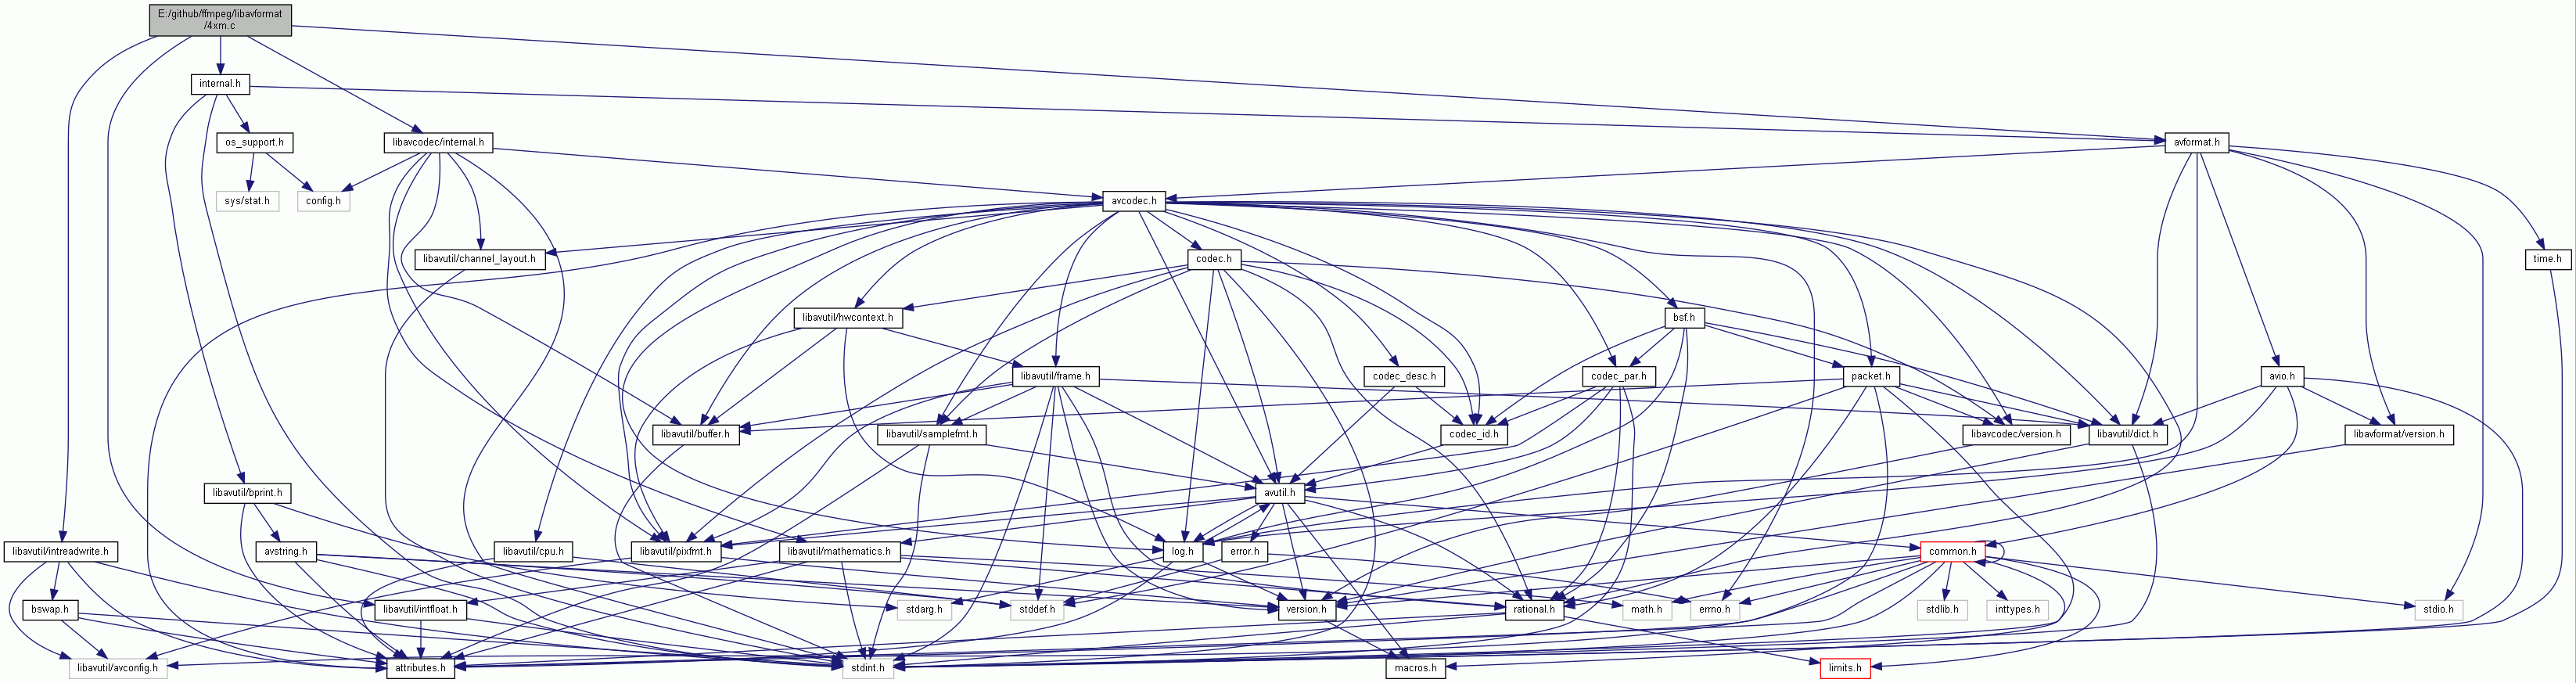 E:/github/ffmpeg/libavformat
/4xm.c
internal.h
os_support.h
libavcodec/internal.h
avformat.h
sys/stat.h
config.h
avcodec.h
libavutil/channel_layout.h
codec.h
time.h
libavutil/hwcontext.h
bsf.h
libavutil/frame.h
codec_desc.h
codec_par.h
packet.h
avio.h
libavutil/buffer.h
libavutil/samplefmt.h
codec_id.h
libavcodec/version.h
libavutil/dict.h
libavformat/version.h
libavutil/bprint.h
avutil.h
libavutil/intreadwrite.h
avstring.h
libavutil/cpu.h
libavutil/pixfmt.h
libavutil/mathematics.h
log.h
error.h
common.h
bswap.h
libavutil/intfloat.h
stdarg.h
stddef.h
version.h
rational.h
math.h
errno.h
stdlib.h
inttypes.h
stdio.h
libavutil/avconfig.h
attributes.h
stdint.h
macros.h
limits.h